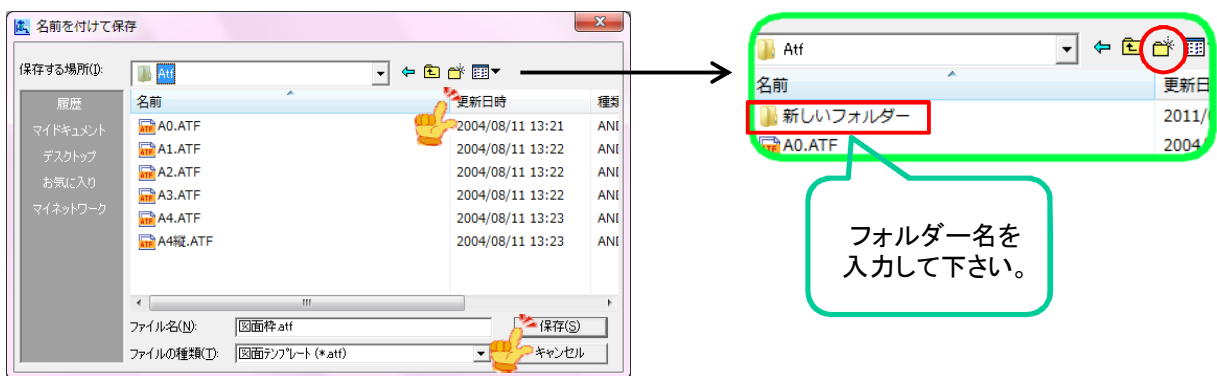 名前を付けて保存
保存する場所(I):
Atf
履歴
マイドキュメント
デスクトップ
お気に入り
マイネットワーク
名前 更新日時 種類
A0.ATF 2004/08/11 13:21 ANI
A1.ATF 2004/08/11 13:22 ANI
A2.ATF 2004/08/11 13:22 ANI
A3.ATF 2004/08/11 13:22 ANI
A4.ATF 2004/08/11 13:23 ANI
A4縦.ATF 2004/08/11 13:23 ANI
ファイル名(N): 図面枠.atf 保存(S)
ファイルの種類(T): 図面テンプレート (*.atf) キャンセル
Atf
名前 更新日
新しいフォルダー 2011/
A0.ATF 2004
フォルダー名を
入力して下さい。